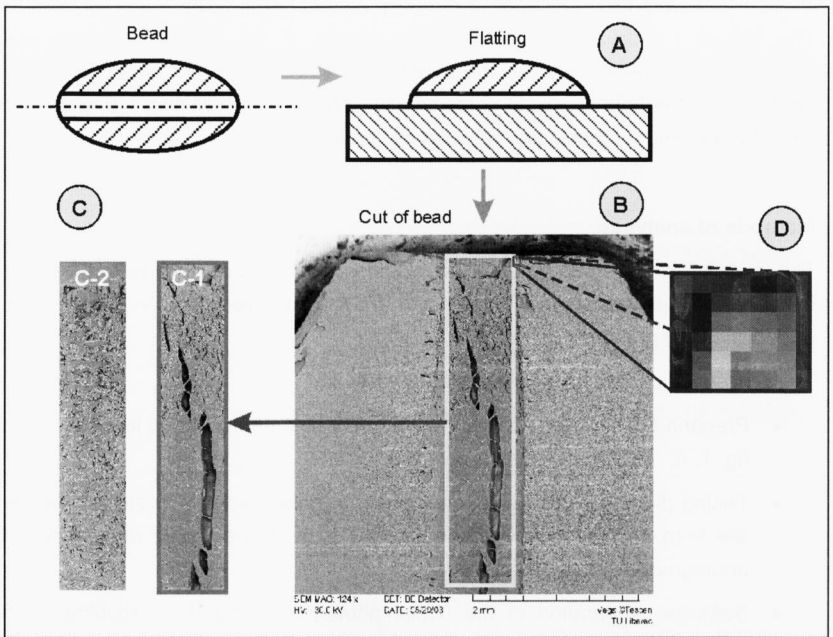 Bead
Flatting
A
C
Cut of bead
B
D
C-2
C-1
SEM MAG: 124 x DET: BE Detector
HV: 30.0 kV DATE: 05/20/03 2 mm Vega ©Tescan
TU Liberec